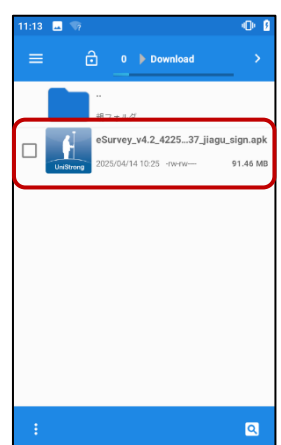 11:13
0 Download
..
親フォルダ
eSurvey_v4.2_4225...37_jiagu_sign.apk
UniStrong
2025/04/14 10:25 -rw-rw---- 91.46 MB